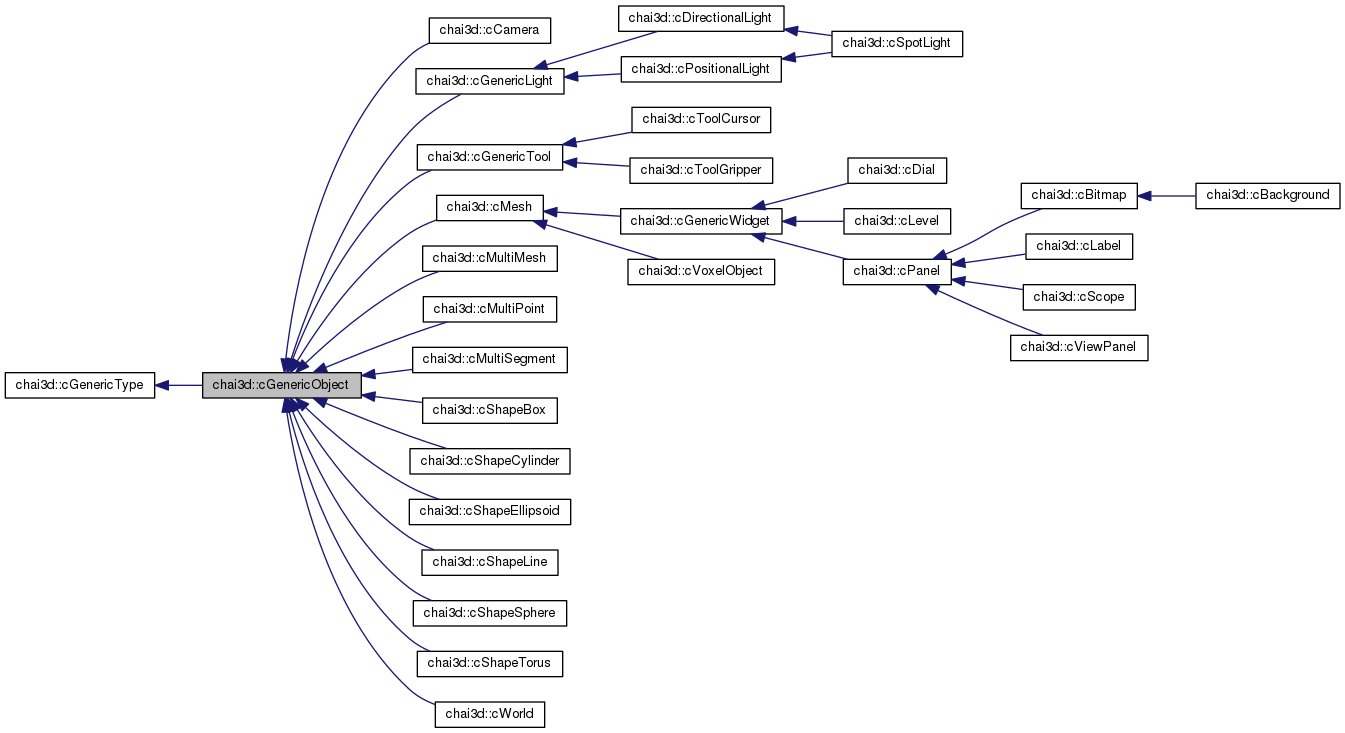 chai3d::cDirectionalLight
chai3d::cCamera
chai3d::cSpotLight
chai3d::cPositionalLight
chai3d::cGenericLight
chai3d::cToolCursor
chai3d::cGenericTool
chai3d::cToolGripper
chai3d::cDial
chai3d::cBitmap
chai3d::cBackground
chai3d::cMesh
chai3d::cGenericWidget
chai3d::cLevel
chai3d::cLabel
chai3d::cMultiMesh
chai3d::cVoxelObject
chai3d::cPanel
chai3d::cScope
chai3d::cMultiPoint
chai3d::cViewPanel
chai3d::cMultiSegment
chai3d::cGenericType
chai3d::cGenericObject
chai3d::cShapeBox
chai3d::cShapeCylinder
chai3d::cShapeEllipsoid
chai3d::cShapeLine
chai3d::cShapeSphere
chai3d::cShapeTorus
chai3d::cWorld